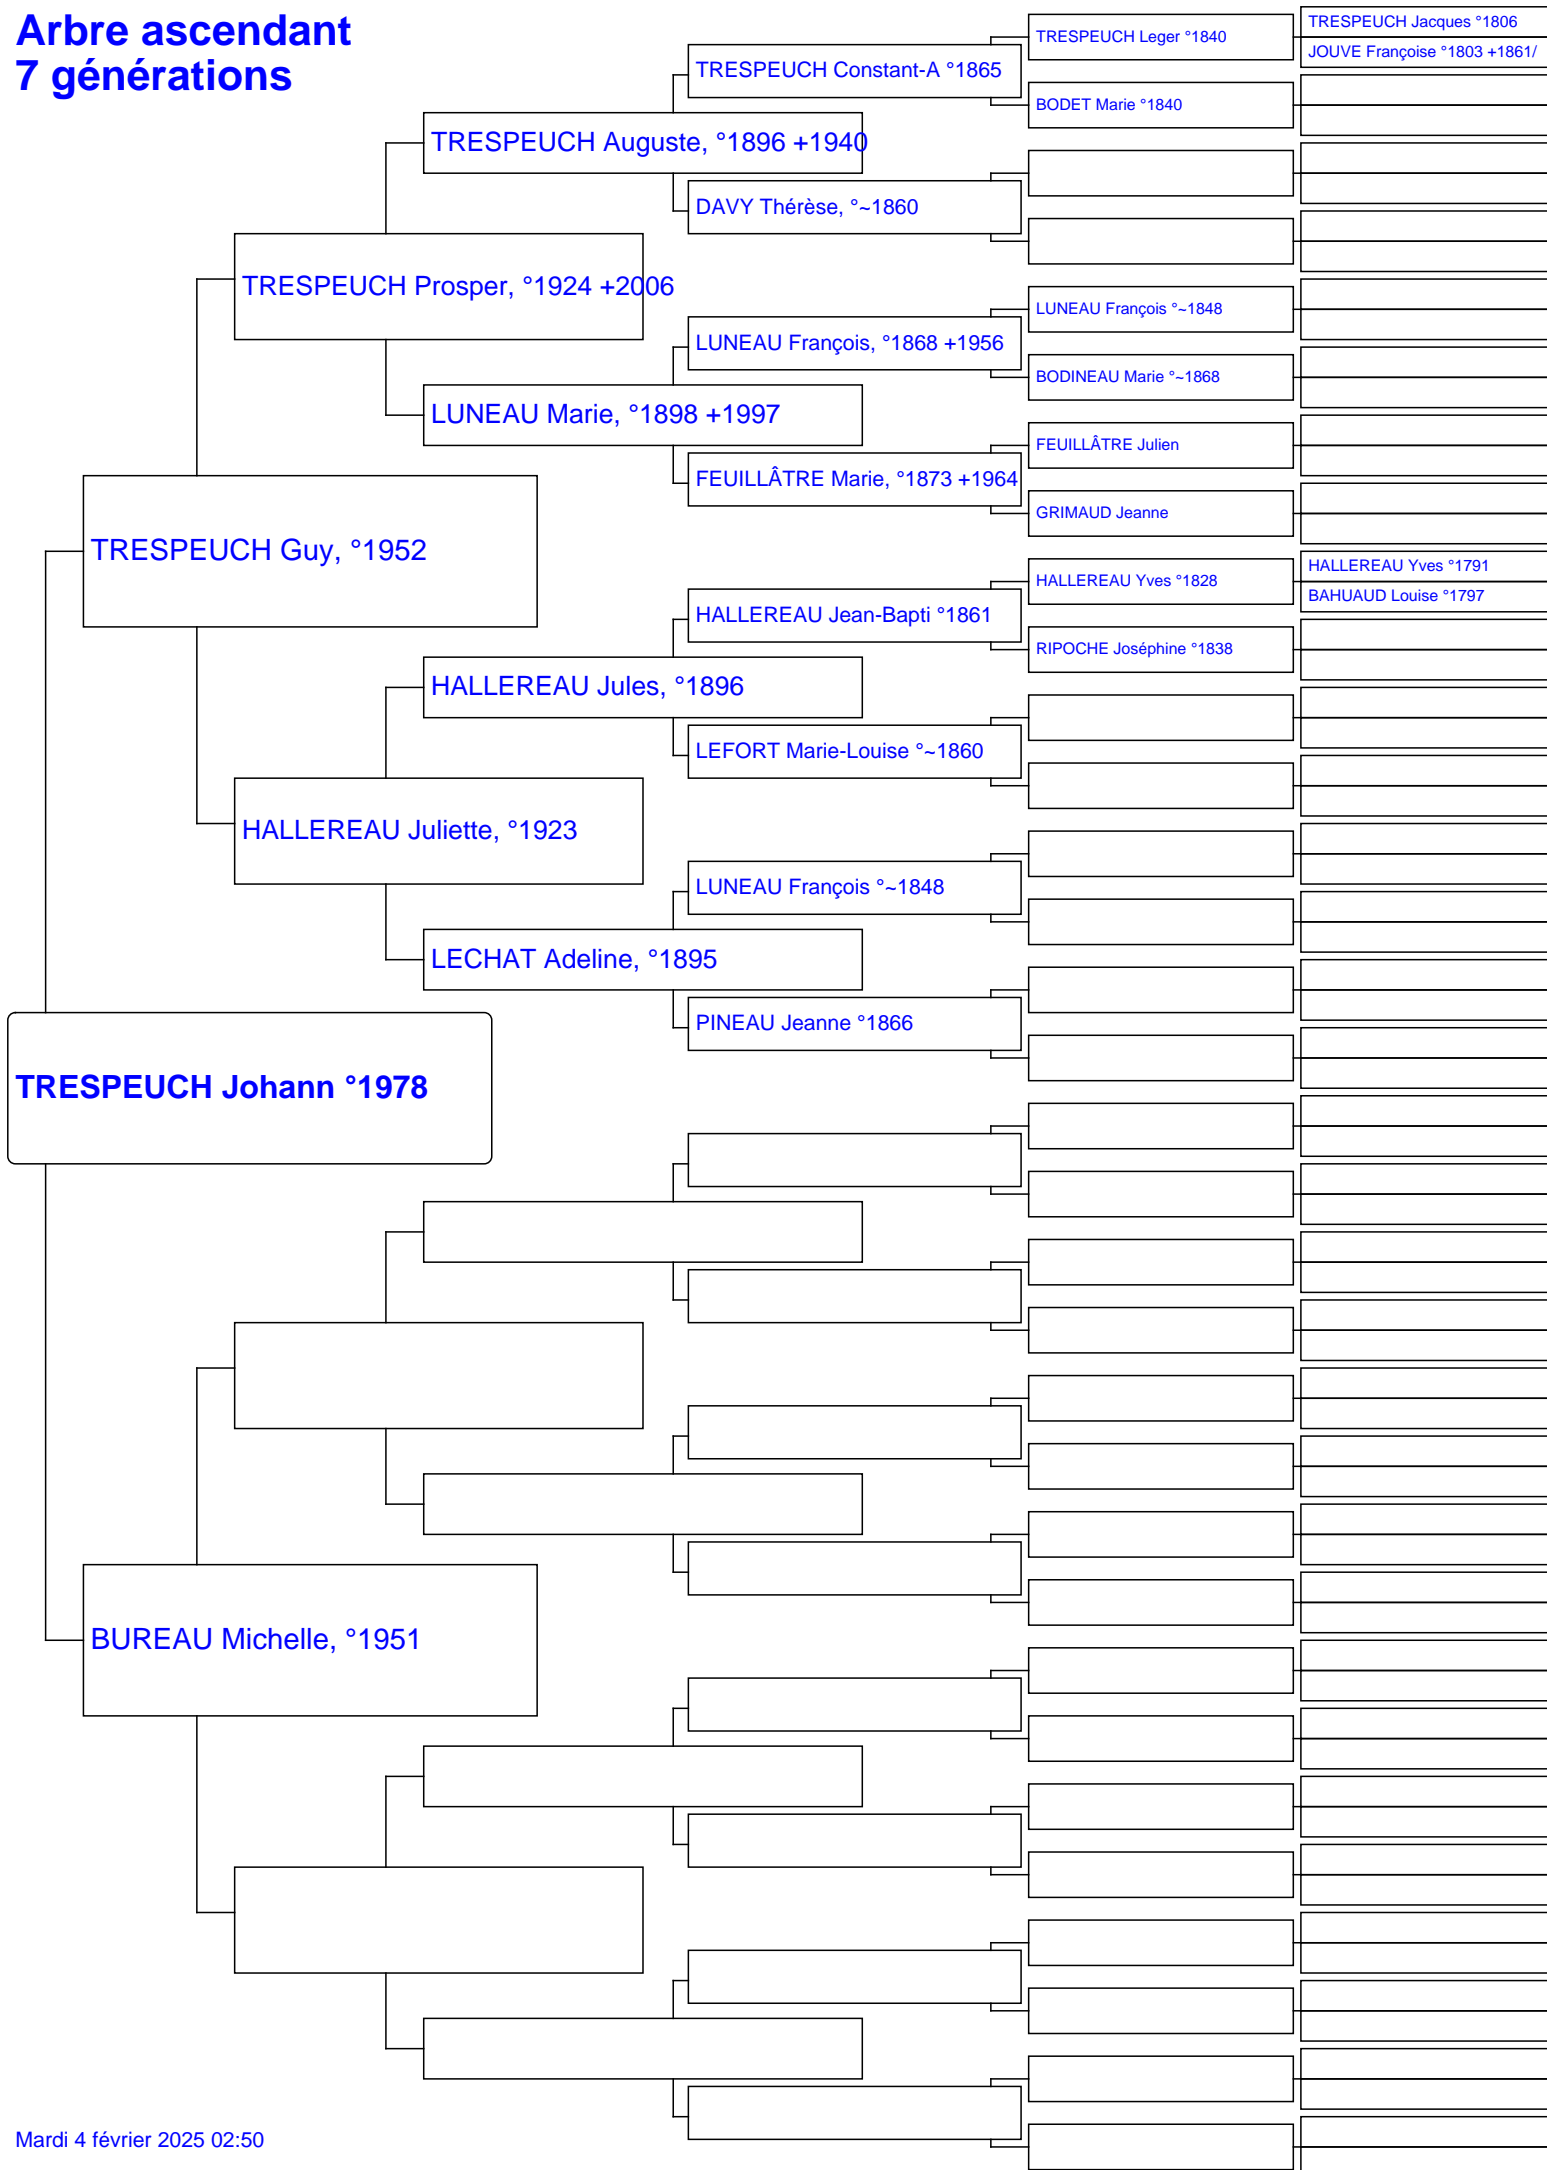 Arbre ascendant
7 générations
TRESPEUCH Jacques °1806
JOUVE Françoise °1803 +1861/
TRESPEUCH Leger °1840
TRESPEUCH Constant-A °1865
BODET Marie °1840
TRESPEUCH Auguste, °1896 +1940
DAVY Thérèse, °~1860
TRESPEUCH Prosper, °1924 +2006
LUNEAU François °~1848
LUNEAU François, °1868 +1956
BODINEAU Marie °~1868
LUNEAU Marie, °1898 +1997
FEUILLÂTRE Julien
FEUILLÂTRE Marie, °1873 +1964
GRIMAUD Jeanne
TRESPEUCH Guy, °1952
HALLEREAU Yves °1791
BAHUAUD Louise °1797
HALLEREAU Yves °1828
HALLEREAU Jean-Bapti °1861
RIPOCHE Joséphine °1838
HALLEREAU Jules, °1896
LEFORT Marie-Louise °~1860
HALLEREAU Juliette, °1923
LUNEAU François °~1848
LECHAT Adeline, °1895
PINEAU Jeanne °1866
TRESPEUCH Johann °1978
BUREAU Michelle, °1951
Mardi 4 février 2025 02:50